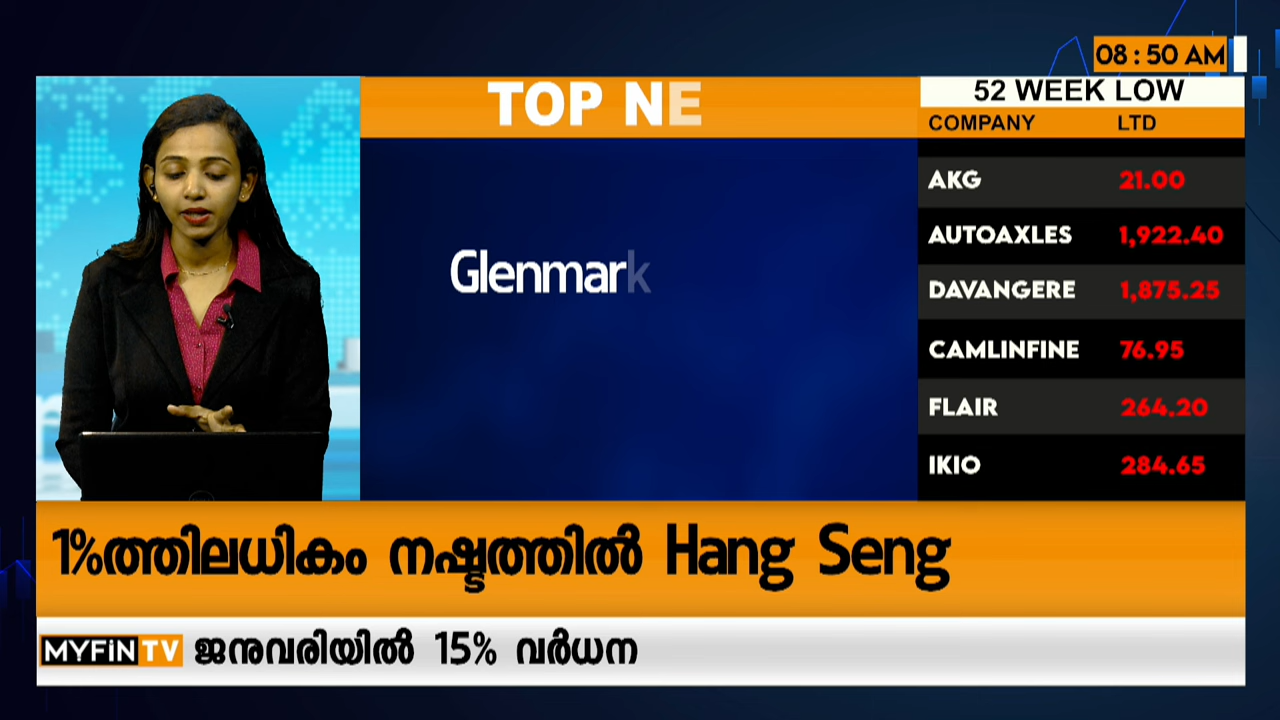 08 : 50 AM
TOP NE
52 WEEK LOW
COMPANY LTD
AKG 21.00
AUTOAXLES 1,922.40
Glenmark
DAVANGERE 1,875.25
CAMLINFINE 76.95
FLAIR 264.20
IKIO 284.65
1%ത്തിലധികം നഷ്ടത്തിൽ Hang Seng
MYFiN TV ജനുവരിയിൽ 15% വർധന